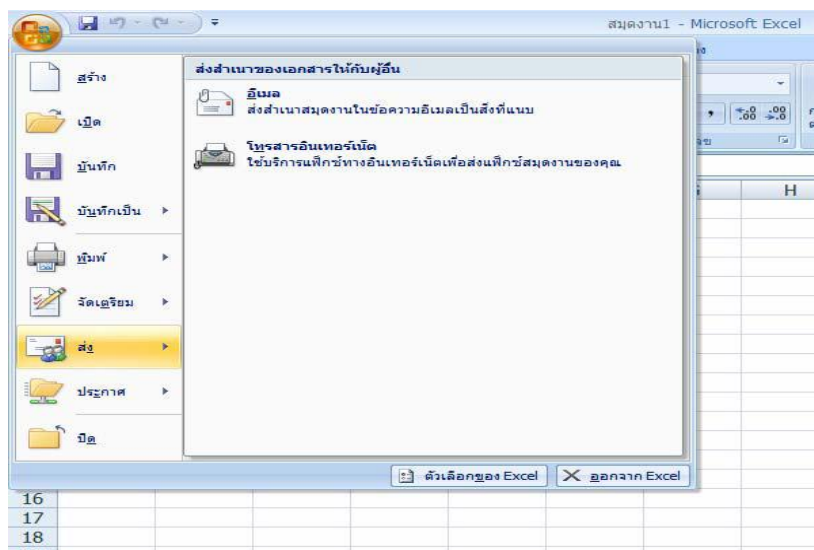 สมุดงาน1 - Microsoft Excel
สร้าง
เปิด
บันทึก
บันทึกเป็น
พิมพ์
จัดเตรียม
ส่ง
ประกาศ
ปิด
ส่งสำเนาของเอกสารให้กับผู้อื่น
อีเมล
ส่งสำเนาสมุดงานในข้อความอีเมลเป็นสิ่งที่แนบ
โทรสารอินเทอร์เน็ต
ใช้บริการแฟ็กซ์ทางอินเทอร์เน็ตเพื่อส่งแฟ็กซ์สมุดงานของคุณ
ตัวเลือกของ Excel
ออกจาก Excel
H
16
17
18